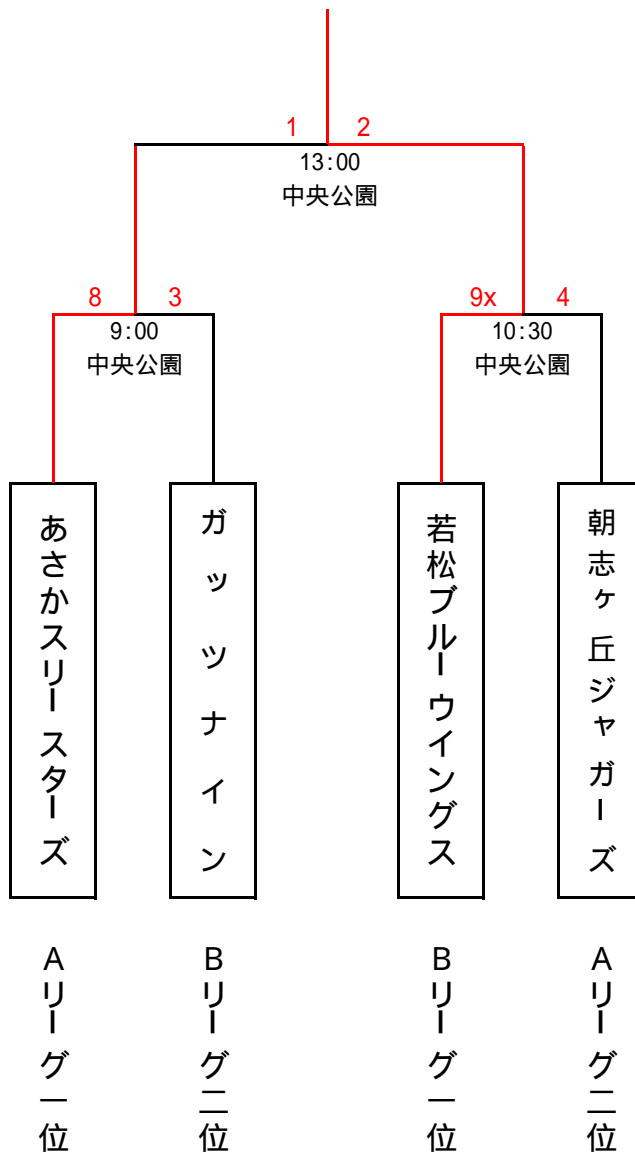 1 2
13:00
中央公園
8 3
9:00
中央公園
9x 4
10:30
中央公園
あさかスリースターズ
ガッツナイン
若松ブルーウイングス
朝志ヶ丘ジャガーズ
Aリーグ一位
Bリーグ二位
Bリーグ一位
Aリーグ二位